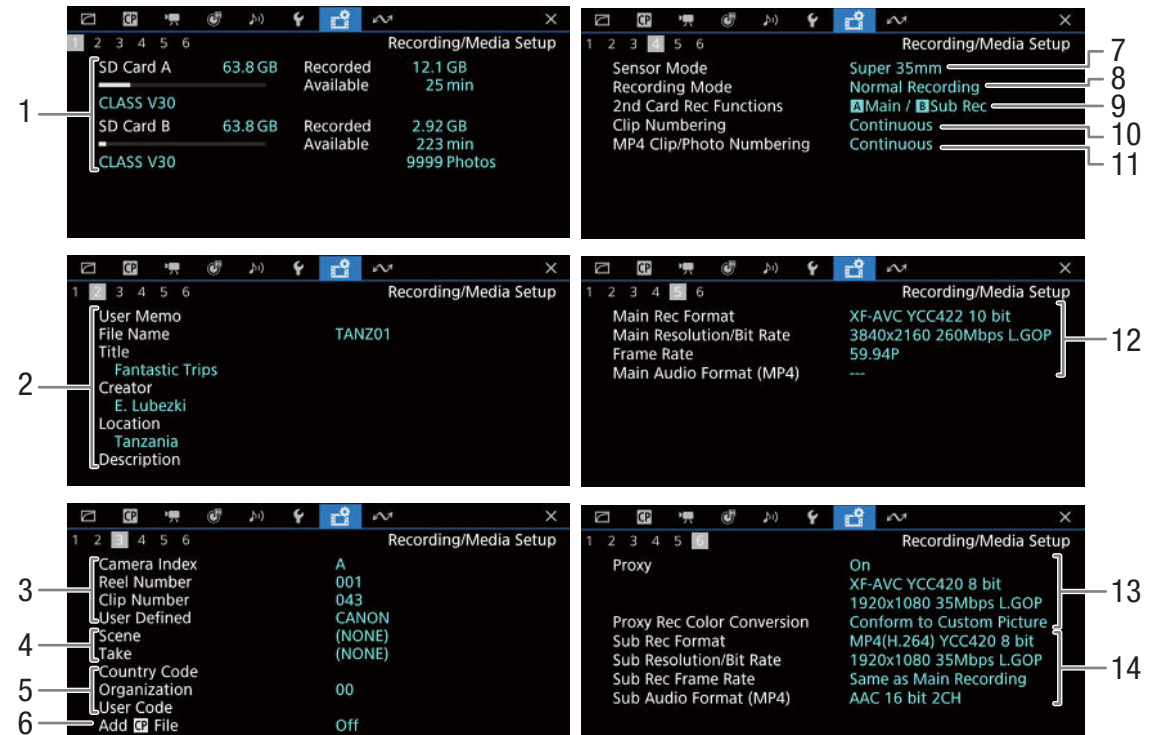 CP
1 2 3 4 5 6
Recording/Media Setup
SD Card A 63.8 GB Recorded 12.1 GB
Available 25 min
CLASS V30
SD Card B 63.8 GB Recorded 2.92 GB
Available 223 min
CLASS V30 9999 Photos
1
CP
1 2 3 4 5 6
Recording/Media Setup
Sensor Mode Super 35mm
Recording Mode Normal Recording
2nd Card Rec Functions A Main / B Sub Rec
Clip Numbering Continuous
MP4 Clip/Photo Numbering Continuous
7
8
9
10
11
CP
1 2 3 4 5 6
Recording/Media Setup
User Memo
File Name TANZ01
Title
Fantastic Trips
Creator
E. Lubezki
Location
Tanzania
Description
2
CP
1 2 3 4 5 6
Recording/Media Setup
Main Rec Format XF-AVC YCC422 10 bit
Main Resolution/Bit Rate 3840x2160 260Mbps L.GOP
Frame Rate 59.94P
Main Audio Format (MP4) ---
12
CP
1 2 3 4 5 6
Recording/Media Setup
Camera Index A
Reel Number 001
Clip Number 043
User Defined CANON
Scene (NONE)
Take (NONE)
Country Code
Organization 00
User Code
Add CP File Off
3
4
5
6
CP
1 2 3 4 5 6
Recording/Media Setup
Proxy On
XF-AVC YCC420 8 bit
1920x1080 35Mbps L.GOP
Proxy Rec Color Conversion Conform to Custom Picture
Sub Rec Format MP4(H.264) YCC420 8 bit
Sub Resolution/Bit Rate 1920x1080 35Mbps L.GOP
Sub Rec Frame Rate Same as Main Recording
Sub Audio Format (MP4) AAC 16 bit 2CH
13
14